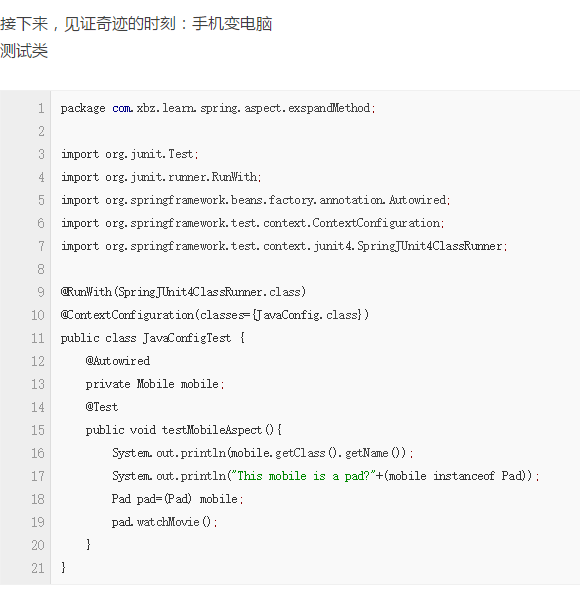 接下来，见证奇迹的时刻：手机变电脑
测试类
1 package com.xbz.learn.spring.aspect.exspandMethod;
2
3 import org.junit.Test;
4 import org.junit.runner.RunWith;
5 import org.springframework.beans.factory.annotation.Autowired;
6 import org.springframework.test.context.ContextConfiguration;
7 import org.springframework.test.context.junit4.SpringJUnit4ClassRunner;
8
9 @RunWith(SpringJUnit4ClassRunner.class)
10 @ContextConfiguration(classes={JavaConfig.class})
11 public class JavaConfigTest {
12     @Autowired
13     private Mobile mobile;
14     @Test
15     public void testMobileAspect(){
16         System.out.println(mobile.getClass().getName());
17         System.out.println("This mobile is a pad?"+(mobile instanceof Pad));
18         Pad pad=(Pad) mobile;
19         pad.watchMovie();
20     }
21 }